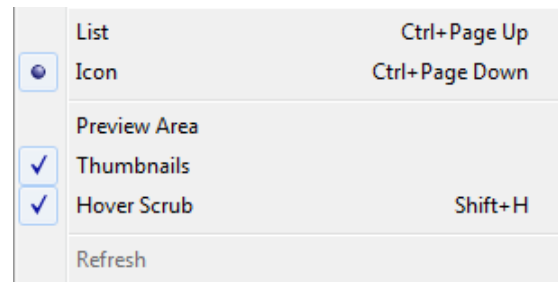 List Ctrl+Page Up
Icon Ctrl+Page Down
Preview Area
Thumbnails
Hover Scrub Shift+H
Refresh